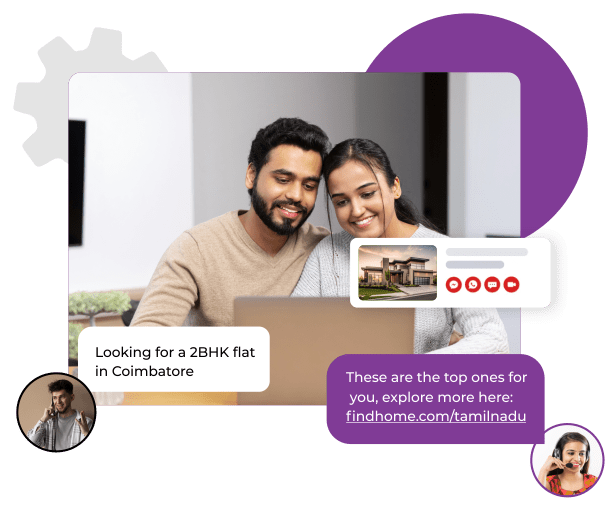 Looking for a 2BHK flat
in Coimbatore
These are the top ones for
you, explore more here:
findhome.com/tamilnadu